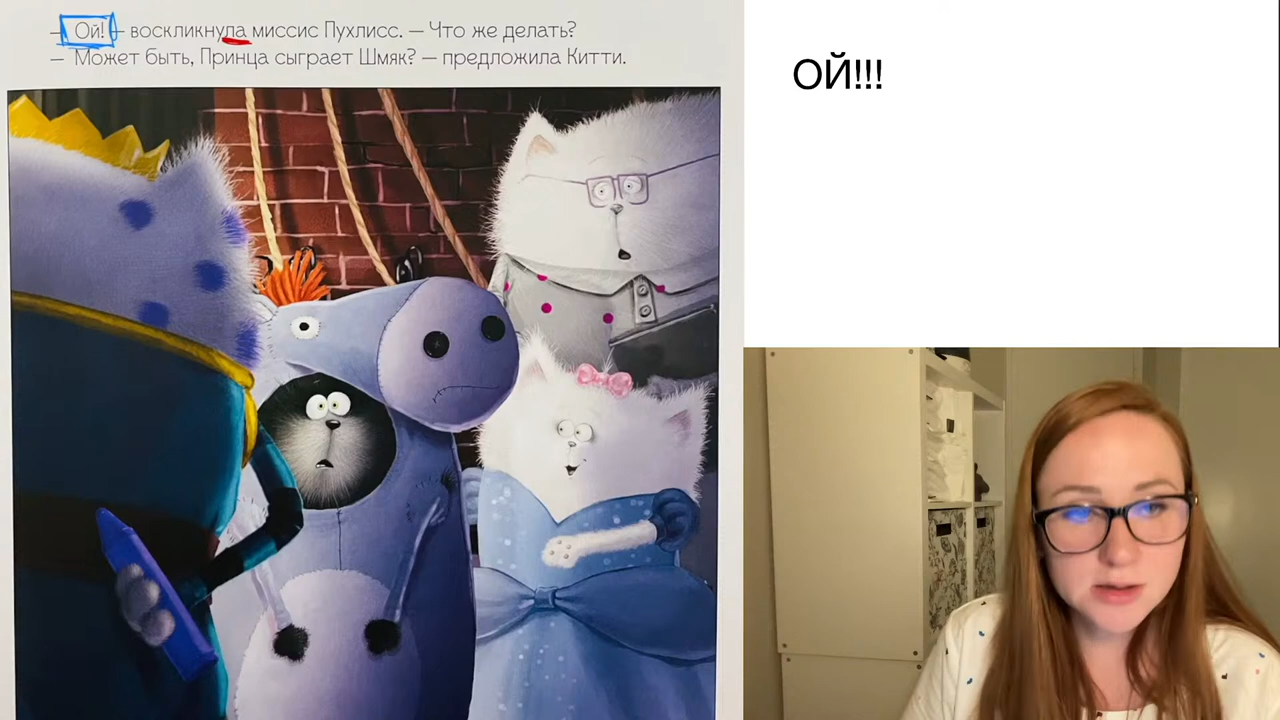 — Ой! — воскликнула миссис Пухлисс. — Что же делать?
— Может быть, Принца сыграет Шмяк? — предложила Китти.
ОЙ!!!